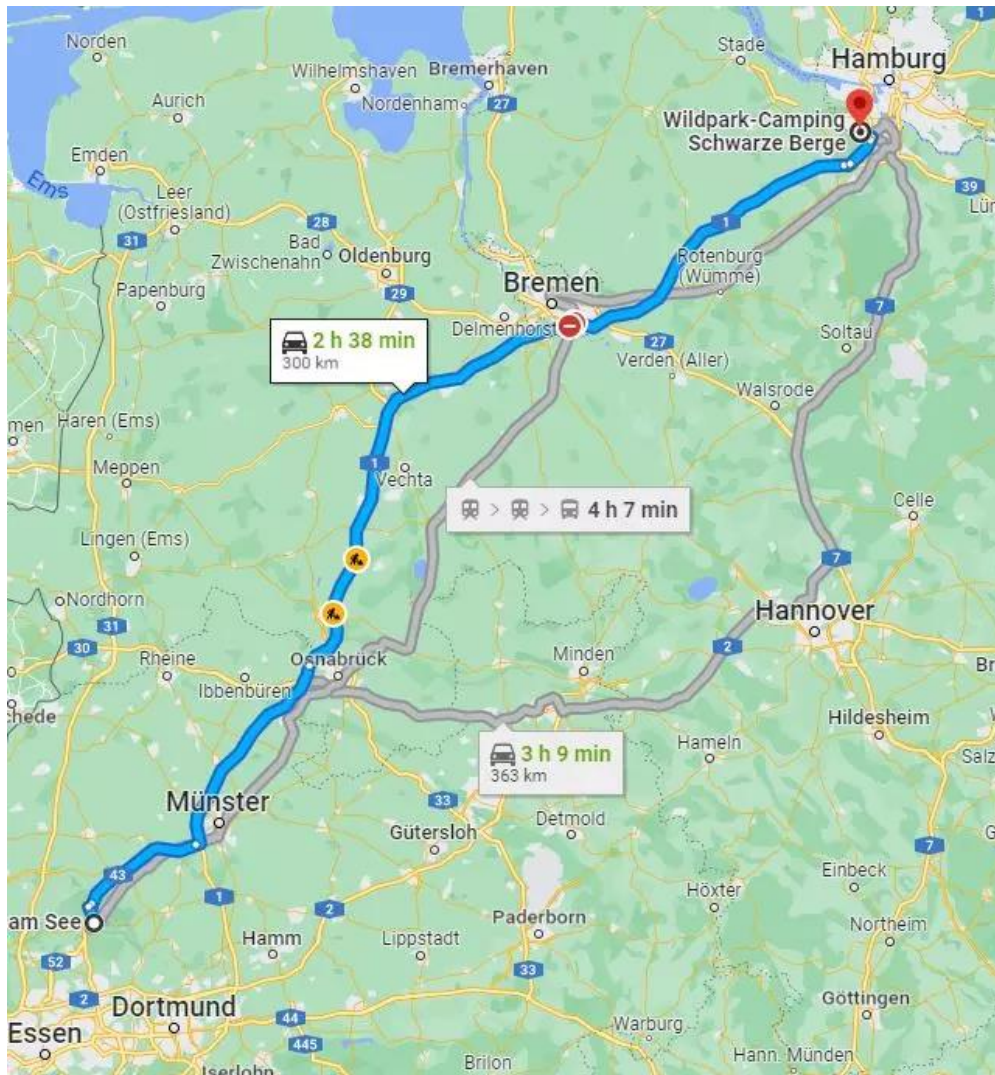 Norden
Stade
Hamburg
1
Wilhelmshaven
Bremerhaven
Nordenham
27
Aurich
Wildpark-Camping
Schwarze Berge
Emden
Ems
Leer
(Ostfriesland)
39
Lür
28
1
31
Bad
Zwischenahn
Oldenburg
Rotenburg
(Wümme)
29
Bremen
Papenburg
7
Delmenhorst
Soltau
2 h 38 min
300 km
27
Verden (Aller)
Walsrode
men
Haren (Ems)
1
Meppen
Vechta
Celle
4 h 7 min
Lingen (Ems)
7
Nordhorn
Hannover
31
30
Rheine
Osnabrück
Minden
2
Br
Ibbenbüren
chede
Hildesheim
Hameln
Salz
3 h 9 min
363 km
Münster
33
Gütersloh
Detmold
G
7
43
Einbeck
1
Höxter
am See
2
Paderborn
Northeim
Hamm
Lippstadt
52
33
2
Göttingen
Dortmund
Essen
44
Warburg
445
Brilon
Hann. Münden
Iserlohn